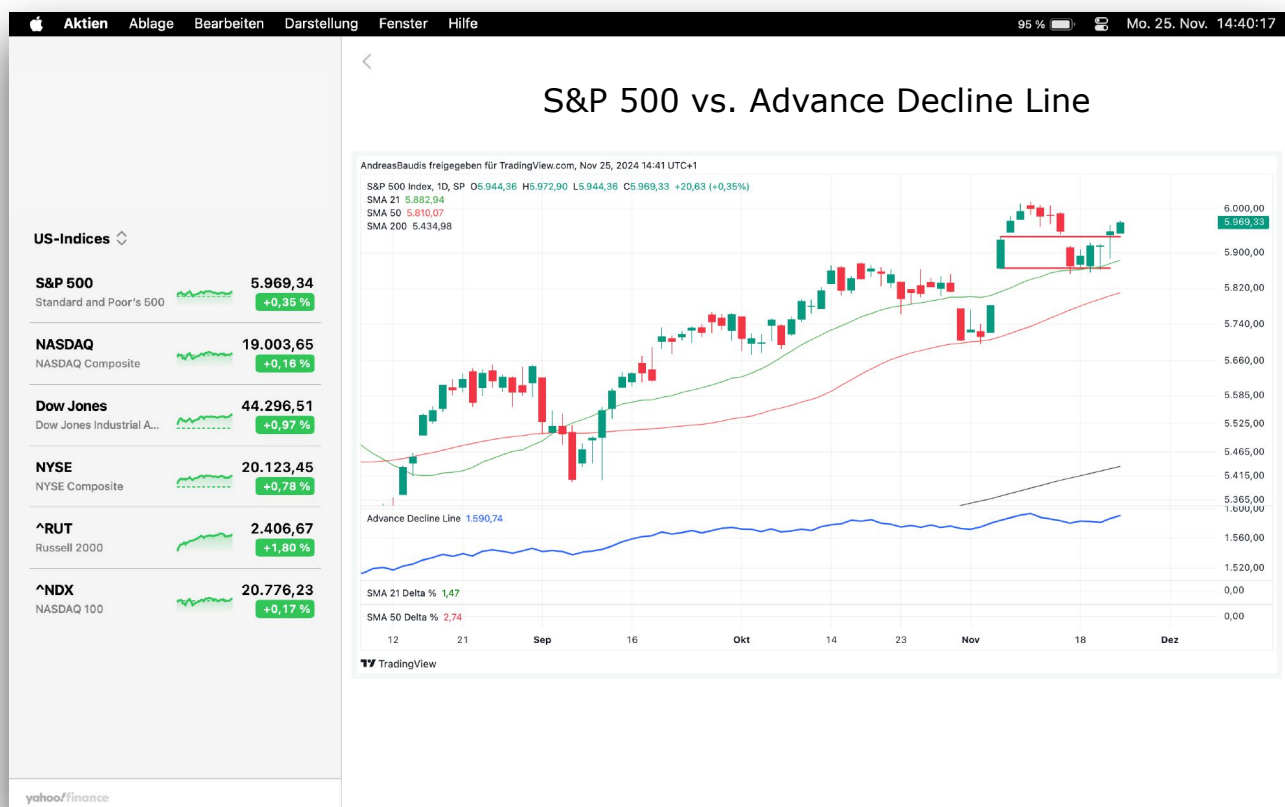 Aktien Ablage Bearbeiten Darstellung Fenster Hilfe 95 % Mo. 25. Nov. 14:40:17
US-Indices
S&P 500 5.969,34
Standard and Poor's 500 +0,35 %
NASDAQ 19.003,65
NASDAQ Composite +0,16 %
Dow Jones 44.296,51
Dow Jones Industrial A... +0,97 %
NYSE 20.123,45
NYSE Composite +0,78 %
^RUT 2.406,67
Russell 2000 +1,80 %
^NDX 20.776,23
NASDAQ 100 +0,17 %
yahoo!finance
S&P 500 vs. Advance Decline Line
AndreasBaudis freigegeben für TradingView.com, Nov 25, 2024 14:41 UTC+1
S&P 500 Index, 1D, SP O5.944,36 H5.972,90 L5.944,36 C5.969,33 +20,63 (+0,35%)
SMA 21 5.882,94
SMA 50 5.810,07
SMA 200 5.434,98
6.000,00
5.969,33
5.900,00
5.820,00
5.740,00
5.660,00
5.585,00
5.525,00
5.465,00
5.415,00
5.365,00
1.600,00
Advance Decline Line 1.590,74
1.560,00
1.520,00
SMA 21 Delta % 1,47 0,00
SMA 50 Delta % 2,74 0,00
12 21 Sep 16 Okt 14 23 Nov 18 Dez
TradingView